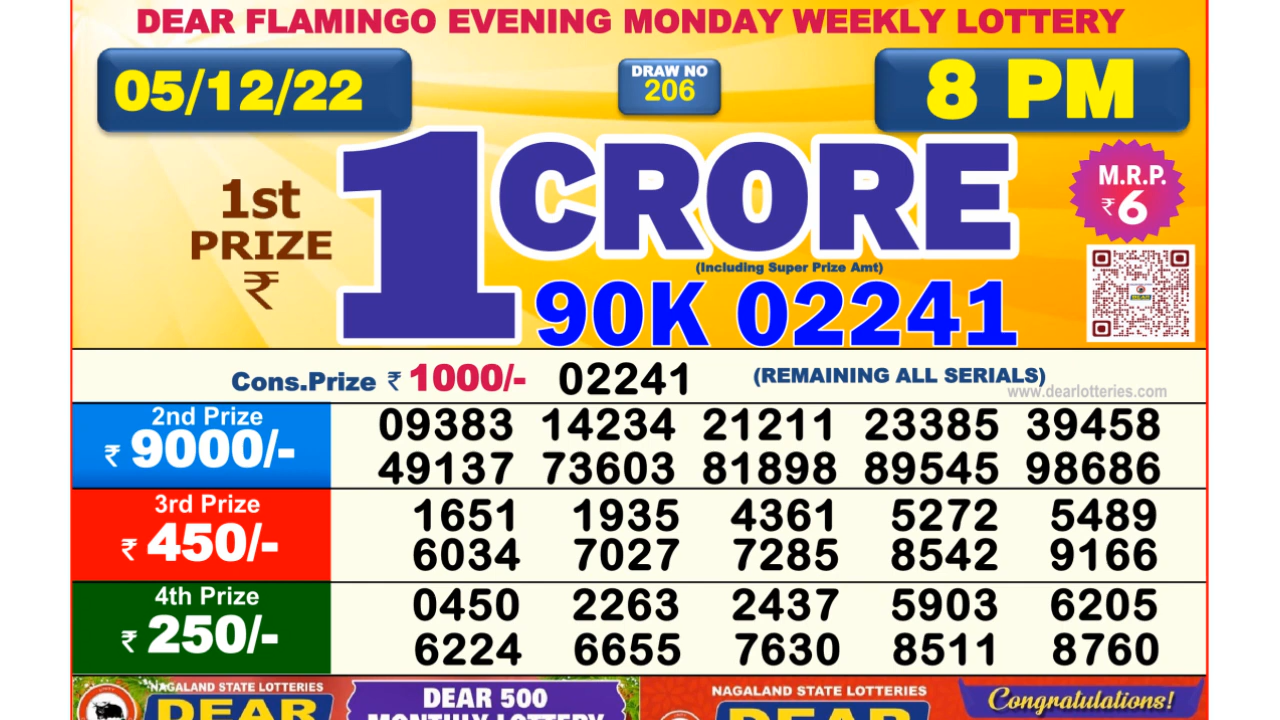 DEAR FLAMINGO EVENING MONDAY WEEKLY LOTTERY
05/12/22
DRAW NO
206
8 PM
1st
PRIZE
₹
1 CRORE
(Including Super Prize Amt)
90K 02241
M.R.P.
₹6
Cons.Prize ₹ 1000/- 02241 (REMAINING ALL SERIALS)
www.dearlotteries.com
2nd Prize
₹ 9000/-
09383 14234 21211 23385 39458
49137 73603 81898 89545 98686
3rd Prize
₹ 450/-
1651 1935 4361 5272 5489
6034 7027 7285 8542 9166
4th Prize
₹ 250/-
0450 2263 2437 5903 6205
6224 6655 7630 8511 8760
NAGALAND STATE LOTTERIES
DEAR
DEAR 500
MONTHLY LOTTERY
NAGALAND STATE LOTTERIES
DEAR
Congratulations!